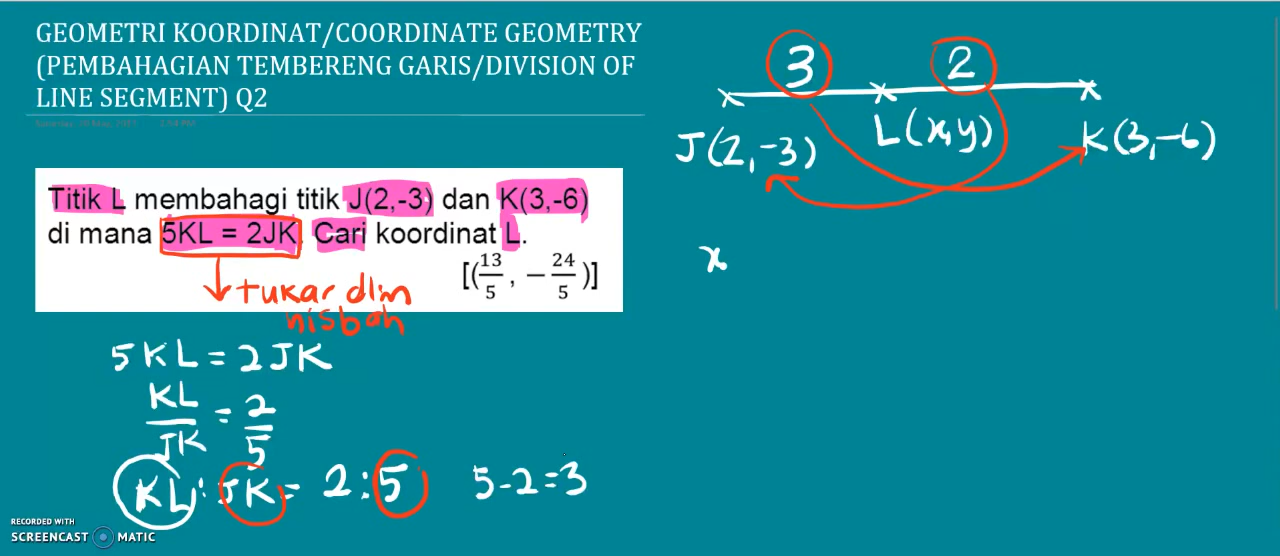 GEOMETRI KOORDINAT/COORDINATE GEOMETRY
(PEMBAHAGIAN TEMBERENG GARIS/DIVISION OF
LINE SEGMENT) Q2
Titik L membahagi titik J(2,-3) dan K(3,-6)
di mana 5KL = 2JK. Cari koordinat L.
[(13/5, -24/5)]
tukar dlm
nisbah
5KL = 2JK
KL/JK = 2/5
KL : JK = 2 : 5 5-2=3
RECORDED WITH
SCREENCAST MATIC
3 2
J(2,-3) L(x,y) K(3,-6)
x